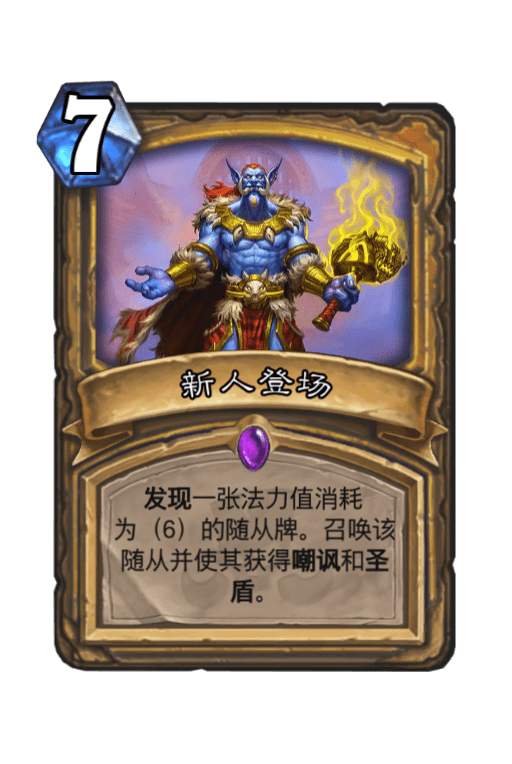 7
新人登场
发现一张法力值消耗
为（6）的随从牌。召唤该
随从并使其获得嘲讽和圣
盾。